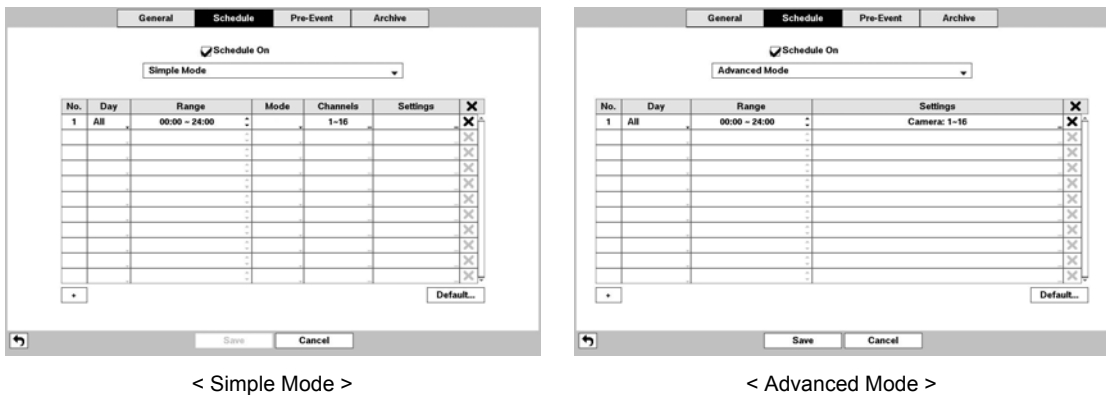 General Schedule Pre-Event Archive
Schedule On
Simple Mode
No. Day Range Mode Channels Settings
1 All 00:00 ~ 24:00 1~16
+ Default...
Save Cancel
< Simple Mode >
General Schedule Pre-Event Archive
Schedule On
Advanced Mode
No. Day Range Settings
1 All 00:00 ~ 24:00 Camera: 1~16
+ Default...
Save Cancel
< Advanced Mode >